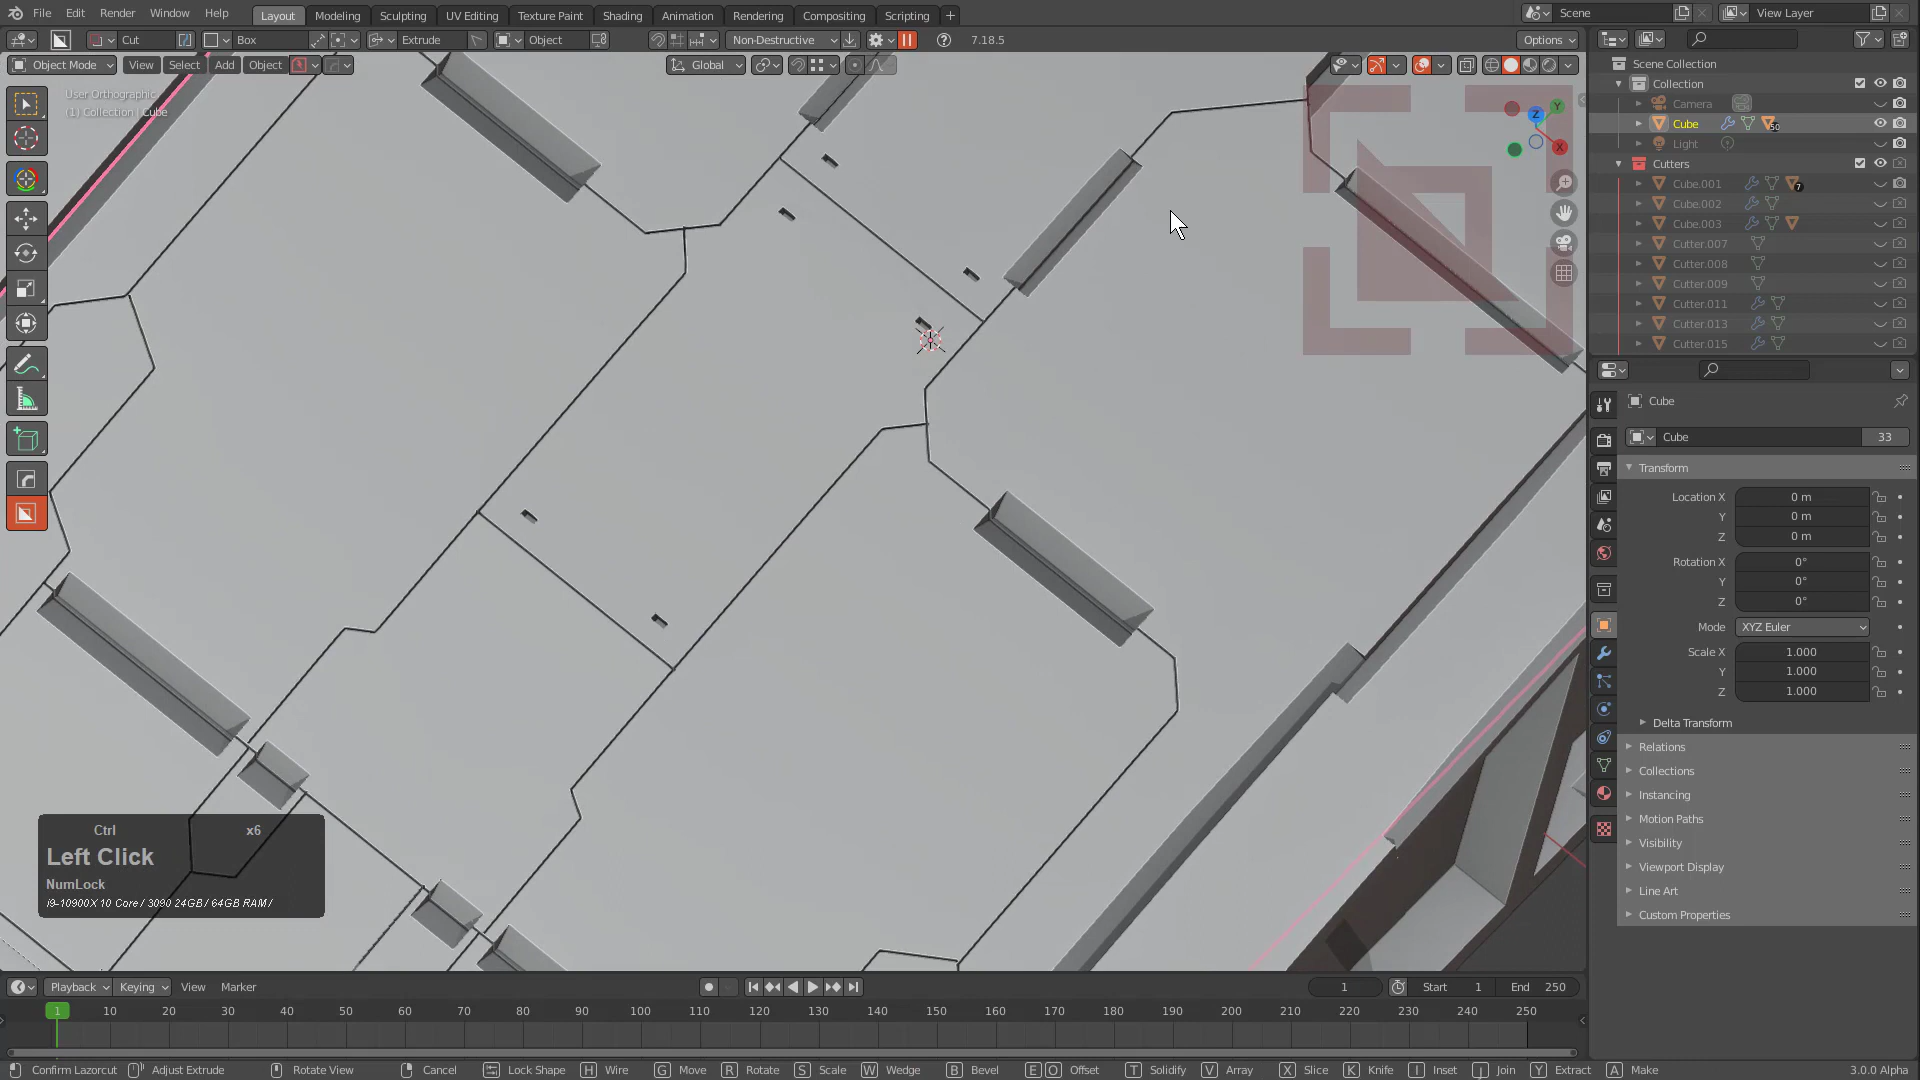 File Edit Render Window Help Layout Modeling Sculpting UV Editing Texture Paint Shading Animation Rendering Compositing Scripting + Scene View Layer
Cut Box Extrude Object Non-Destructive 7.18.5 Options
Object Mode View Select Add Object Global
User Orthographic
(1) Collection | Cube
Z Y X
Scene Collection
Collection
Camera
Cube 50
Light
Cutters
Cube.001 7
Cube.002
Cube.003
Cutter.007
Cutter.008
Cutter.009
Cutter.011
Cutter.013
Cutter.015
Cube
Cube 33
Transform
Location X 0 m
Y 0 m
Z 0 m
Rotation X 0°
Y 0°
Z 0°
Mode XYZ Euler
Scale X 1.000
Y 1.000
Z 1.000
Delta Transform
Relations
Collections
Instancing
Motion Paths
Visibility
Viewport Display
Line Art
Custom Properties
Ctrl x6
Left Click
NumLock
i9-10900X 10 Core / 3090 24GB / 64GB RAM /
Playback Keying View Marker 1 Start 1 End 250
1 10 20 30 40 50 60 70 80 90 100 110 120 130 140 150 160 170 180 190 200 210 220 230 240 250
Confirm Lazorcut Adjust Extrude Rotate View Cancel Lock Shape H Wire G Move R Rotate S Scale W Wedge B Bevel E O Offset T Solidify V Array X Slice K Knife I Inset J Join Y Extract A Make 3.0.0 Alpha